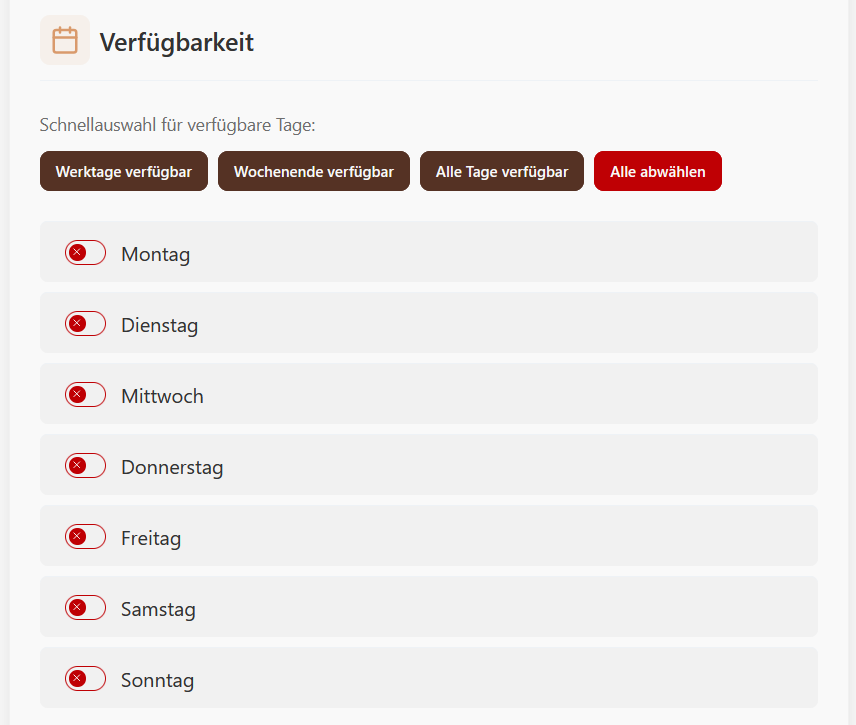 Verfügbarkeit
Schnellauswahl für verfügbare Tage:
Werktage verfügbar Wochenende verfügbar Alle Tage verfügbar Alle abwählen
Montag
Dienstag
Mittwoch
Donnerstag
Freitag
Samstag
Sonntag